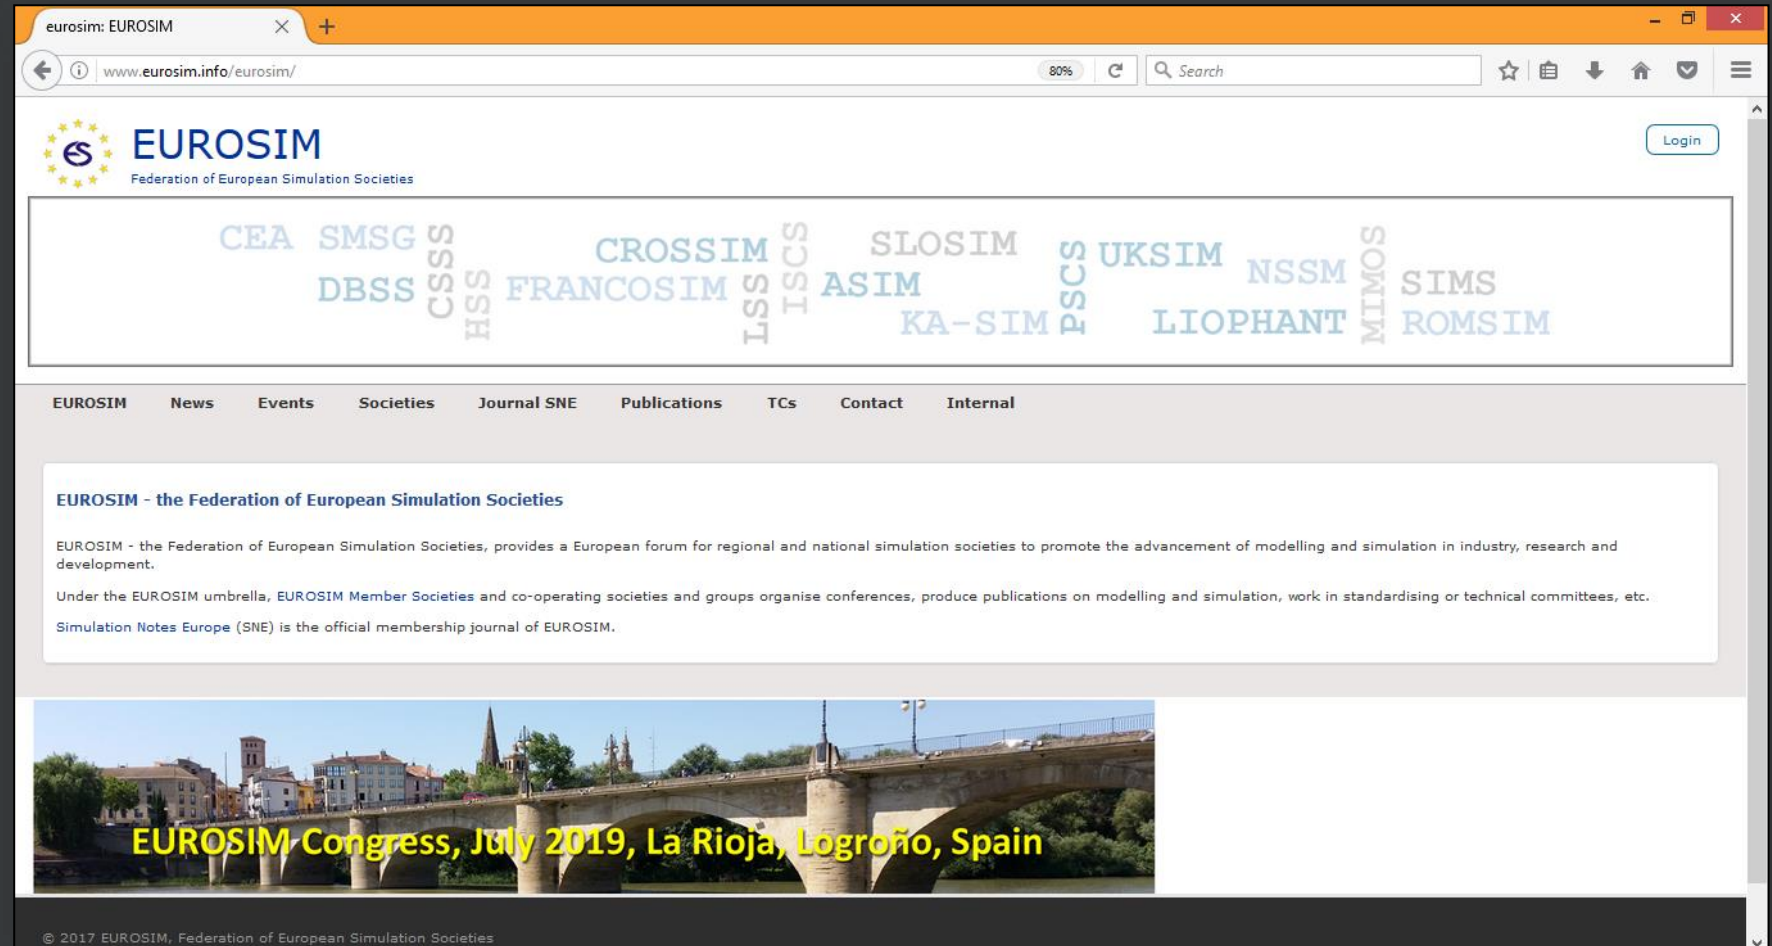 eurosim: EUROSIM
www.eurosim.info/eurosim/
80%
Search
ES
EUROSIM
Federation of European Simulation Societies
Login
CEA SMSG CSSS CROSSIM ISCS SLOSIM PSCS UKSIM NSSM MIMOS SIMS
DBSS HSS FRANCOSIM LSS ASIM KA-SIM LIOPHANT ROMSIM
EUROSIM News Events Societies Journal SNE Publications TCs Contact Internal
EUROSIM - the Federation of European Simulation Societies
EUROSIM - the Federation of European Simulation Societies, provides a European forum for regional and national simulation societies to promote the advancement of modelling and simulation in industry, research and
development.
Under the EUROSIM umbrella, EUROSIM Member Societies and co-operating societies and groups organise conferences, produce publications on modelling and simulation, work in standardising or technical committees, etc.
Simulation Notes Europe (SNE) is the official membership journal of EUROSIM.
EUROSIM Congress, July 2019, La Rioja, Logroño, Spain
© 2017 EUROSIM, Federation of European Simulation Societies